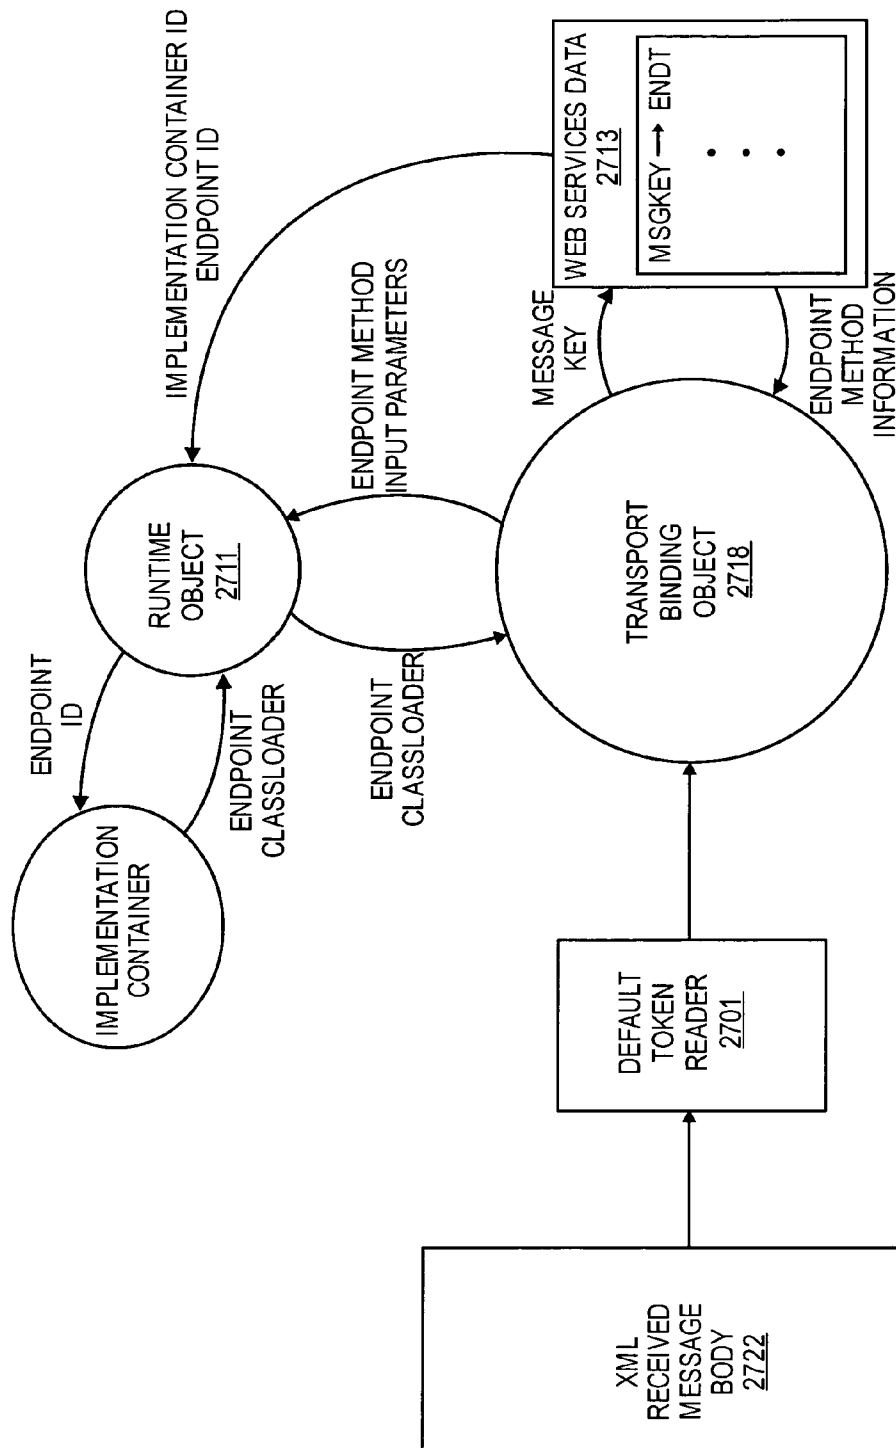 IMPLEMENTATION CONTAINER ID
ENDPOINT ID
ENDPOINT
ID
IMPLEMENTATION
CONTAINER
ENDPOINT
CLASSLOADER
RUNTIME
OBJECT
2711
ENDPOINT METHOD
INPUT PARAMETERS
ENDPOINT
CLASSLOADER
WEB SERVICES DATA
2713
MSGKEY → ENDT
MESSAGE
KEY
ENDPOINT
METHOD
INFORMATION
TRANSPORT
BINDING
OBJECT
2718
DEFAULT
TOKEN
READER
2701
XML
RECEIVED
MESSAGE
BODY
2722